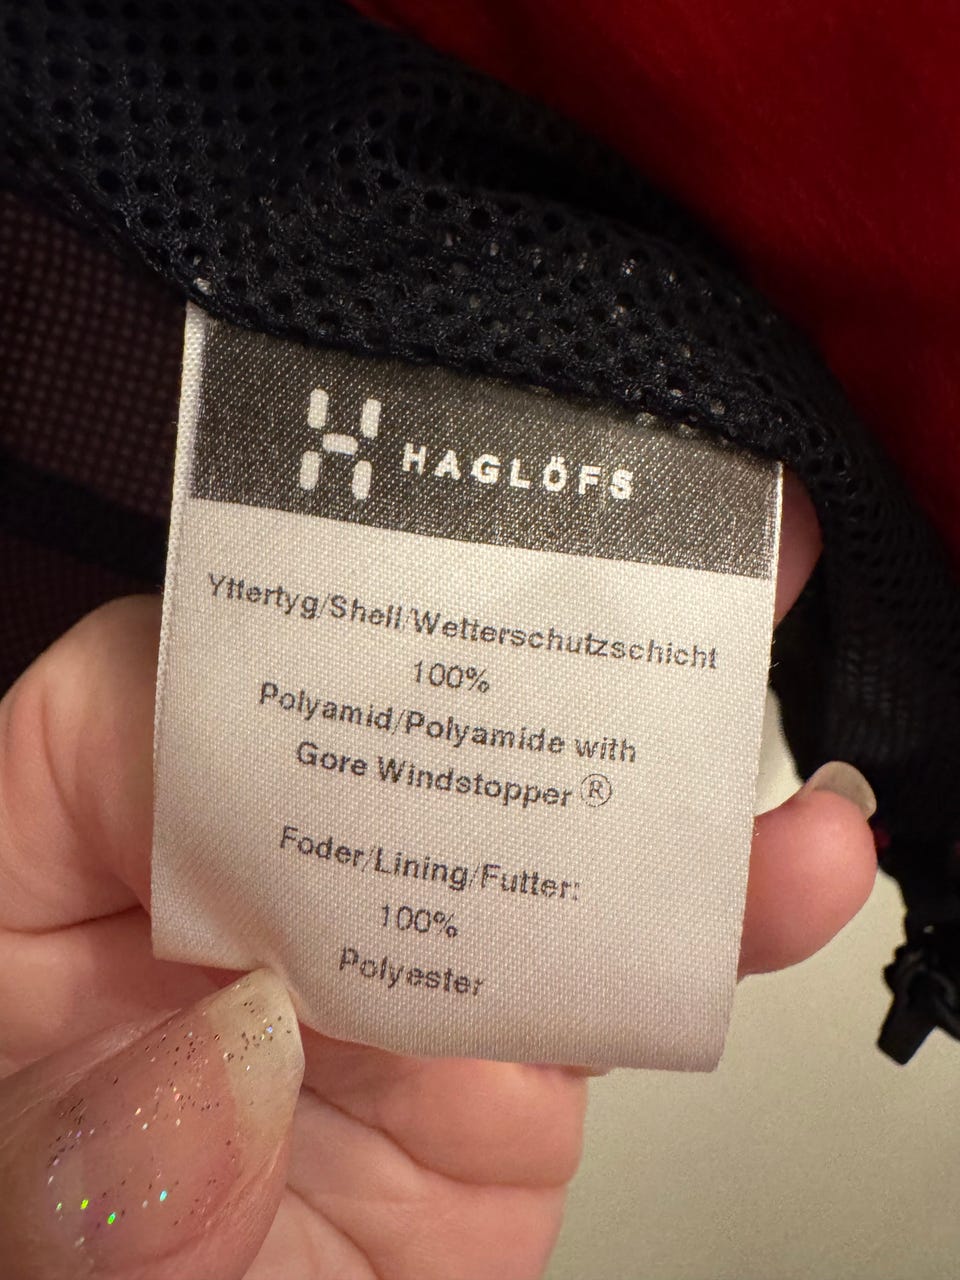 HAGLÖFS
Yttertyg/Shell/Wetterschutzschicht
100%
Polyamid/Polyamide with
Gore Windstopper®
Foder/Lining/Futter:
100%
Polyester